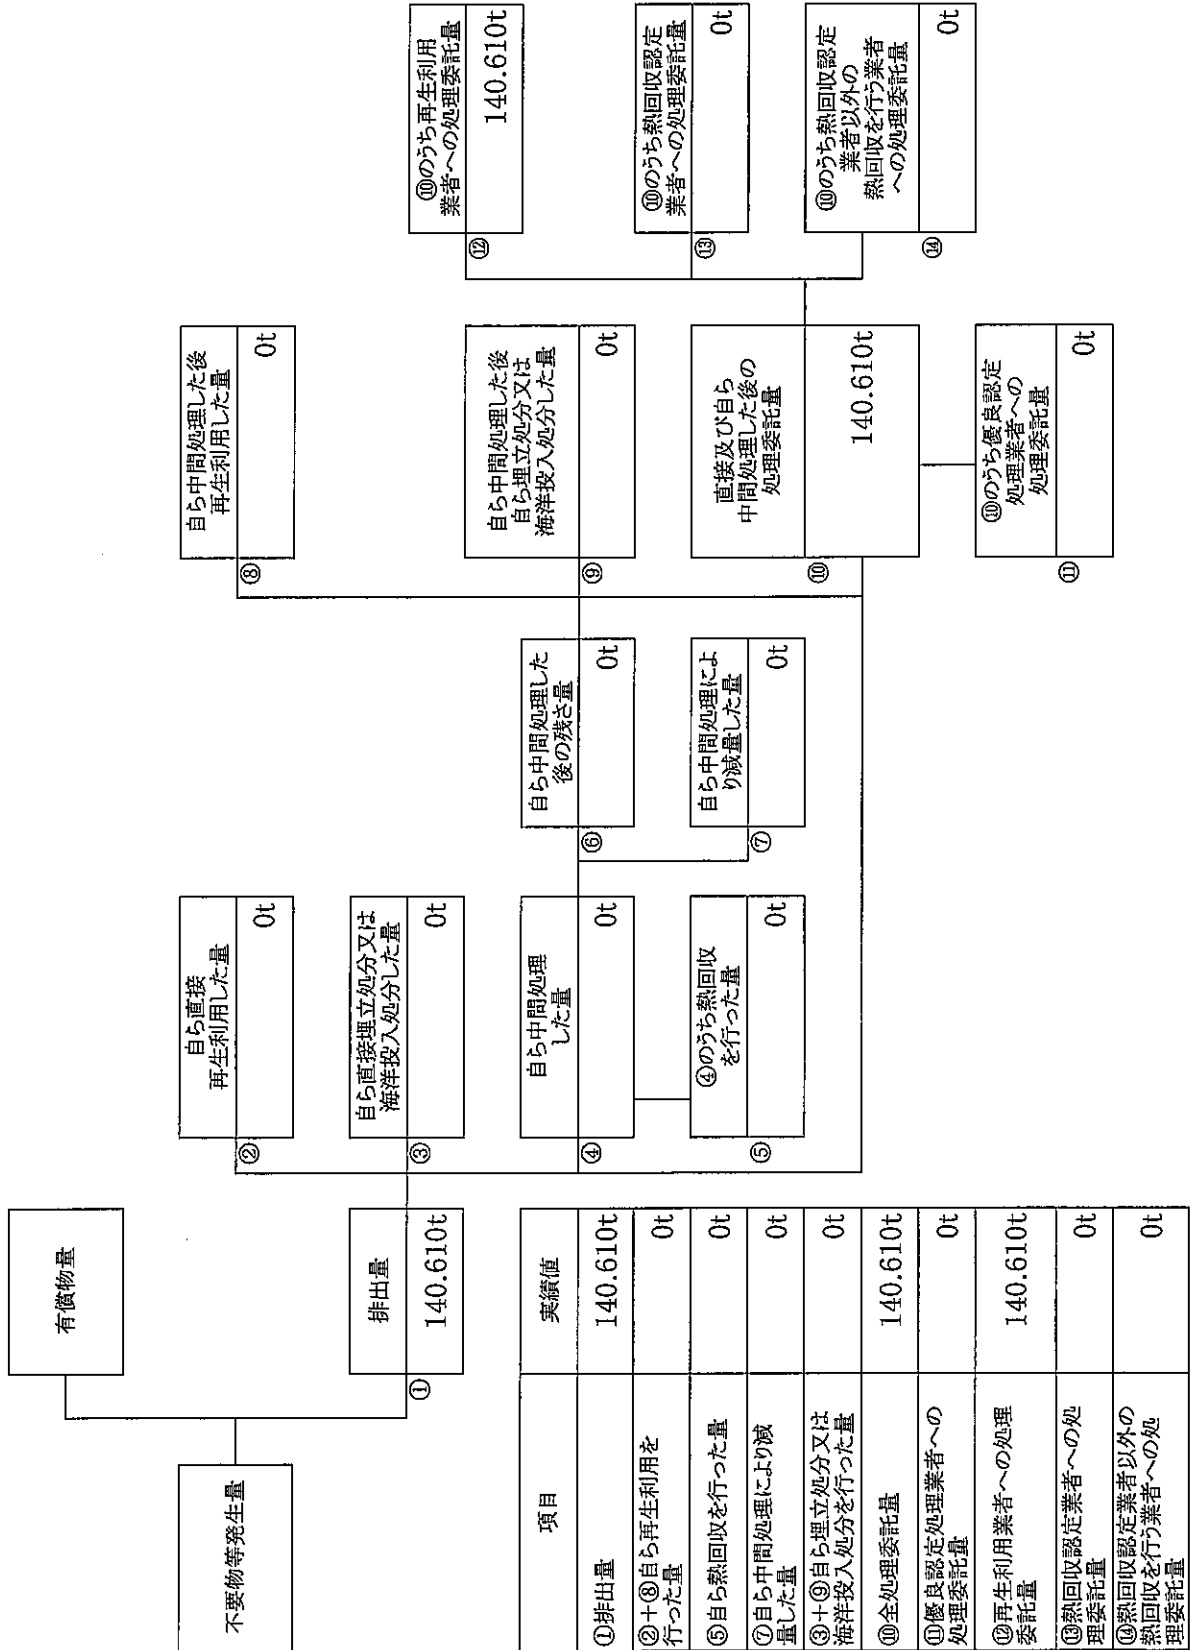 不要物等発生量
有償物量
排出量
①
140.610t
自ら直接
再生利用した量
②
0t
自ら直接埋立処分又は
海洋投入処分した量
③
0t
自ら中間処理
した量
④
0t
④のうち熱回収
を行った量
⑤
0t
自ら中間処理した
後の残さ量
⑥
0t
自ら中間処理によ
り減量した量
⑦
0t
自ら中間処理した後
再生利用した量
⑧
0t
自ら中間処理した後
自ら埋立処分又は
海洋投入処分した量
⑨
0t
直接及び自ら
中間処理した後の
処理委託量
⑩
140.610t
⑩のうち優良認定
処理業者への
処理委託量
⑪
0t
⑩のうち再生利用
業者への処理委託量
⑫
140.610t
⑩のうち熱回収認定
業者への処理委託量
⑬
0t
⑩のうち熱回収認定
業者以外の
熱回収を行う業者
への処理委託量
⑭
0t
項目
実績値
①排出量
140.610t
②+⑧自ら再生利用を
行った量
0t
⑤自ら熱回収を行った量
0t
⑦自ら中間処理により減
量した量
0t
③+⑨自ら埋立処分又は
海洋投入処分を行った量
0t
⑩全処理委託量
140.610t
⑪優良認定処理業者への
処理委託量
0t
⑫再生利用業者への処理
委託量
140.610t
⑬熱回収認定業者への処
理委託量
0t
⑭熱回収認定業者以外の
熱回収を行う業者への処
理委託量
0t